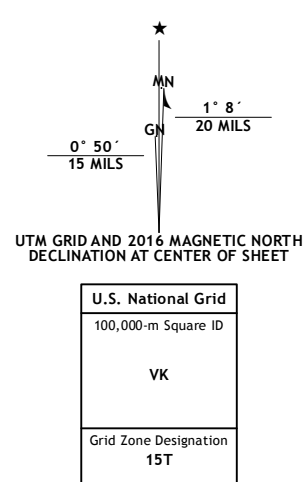 ★
MN
1° 8´
20 MILS
GN
0° 50´
15 MILS
UTM GRID AND 2016 MAGNETIC NORTH
DECLINATION AT CENTER OF SHEET
U.S. National Grid
100,000-m Square ID
VK
Grid Zone Designation
15T